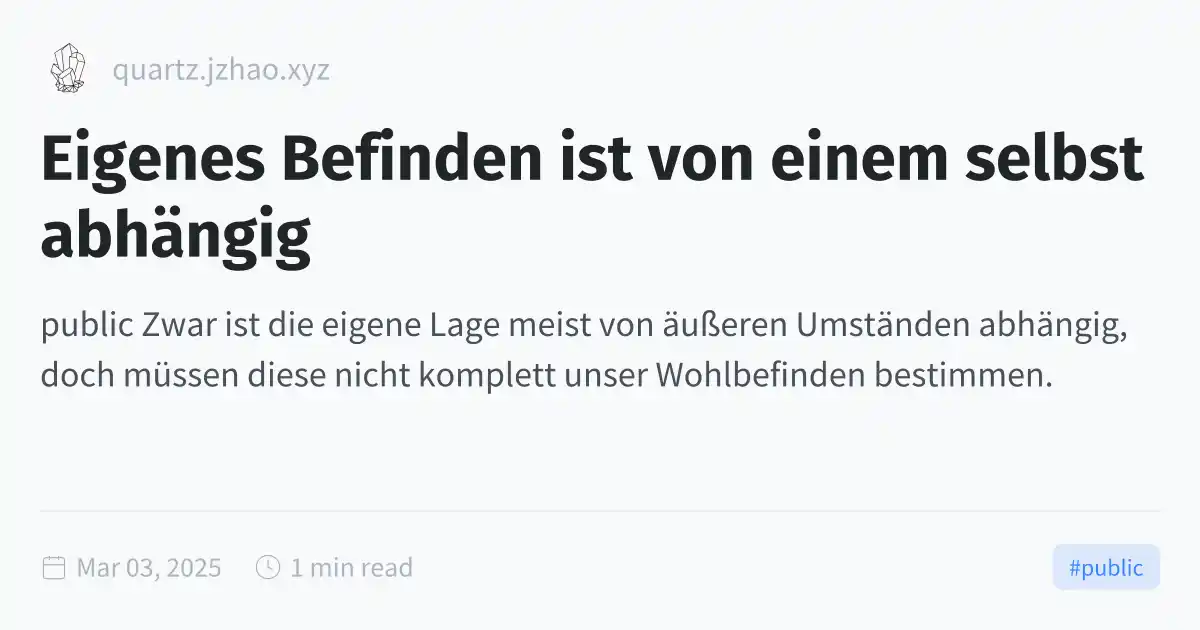 quartz.jzhao.xyz
Eigenes Befinden ist von einem selbst
abhängig
public Zwar ist die eigene Lage meist von äußeren Umständen abhängig,
doch müssen diese nicht komplett unser Wohlbefinden bestimmen.
Mar 03, 2025 1 min read #public